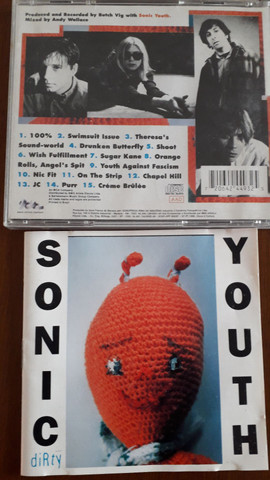 Produced and Recorded by Butch Vig with Sonic Youth.
Mixed by Andy Wallace
1. 100% 2. Swimsuit Issue 3. Theresa's
Sound-world 4. Drunken Butterfly 5. Shoot
6. Wish Fulfillment 7. Sugar Kane 8. Orange
Rolls, Angel's Spit 9. Youth Against Fascism
10. Nic Fit 11. On The Strip 12. Chapel Hill
13. JC 14. Purr 15. Créme Brûlée
SONIC
YOUTH
dirty